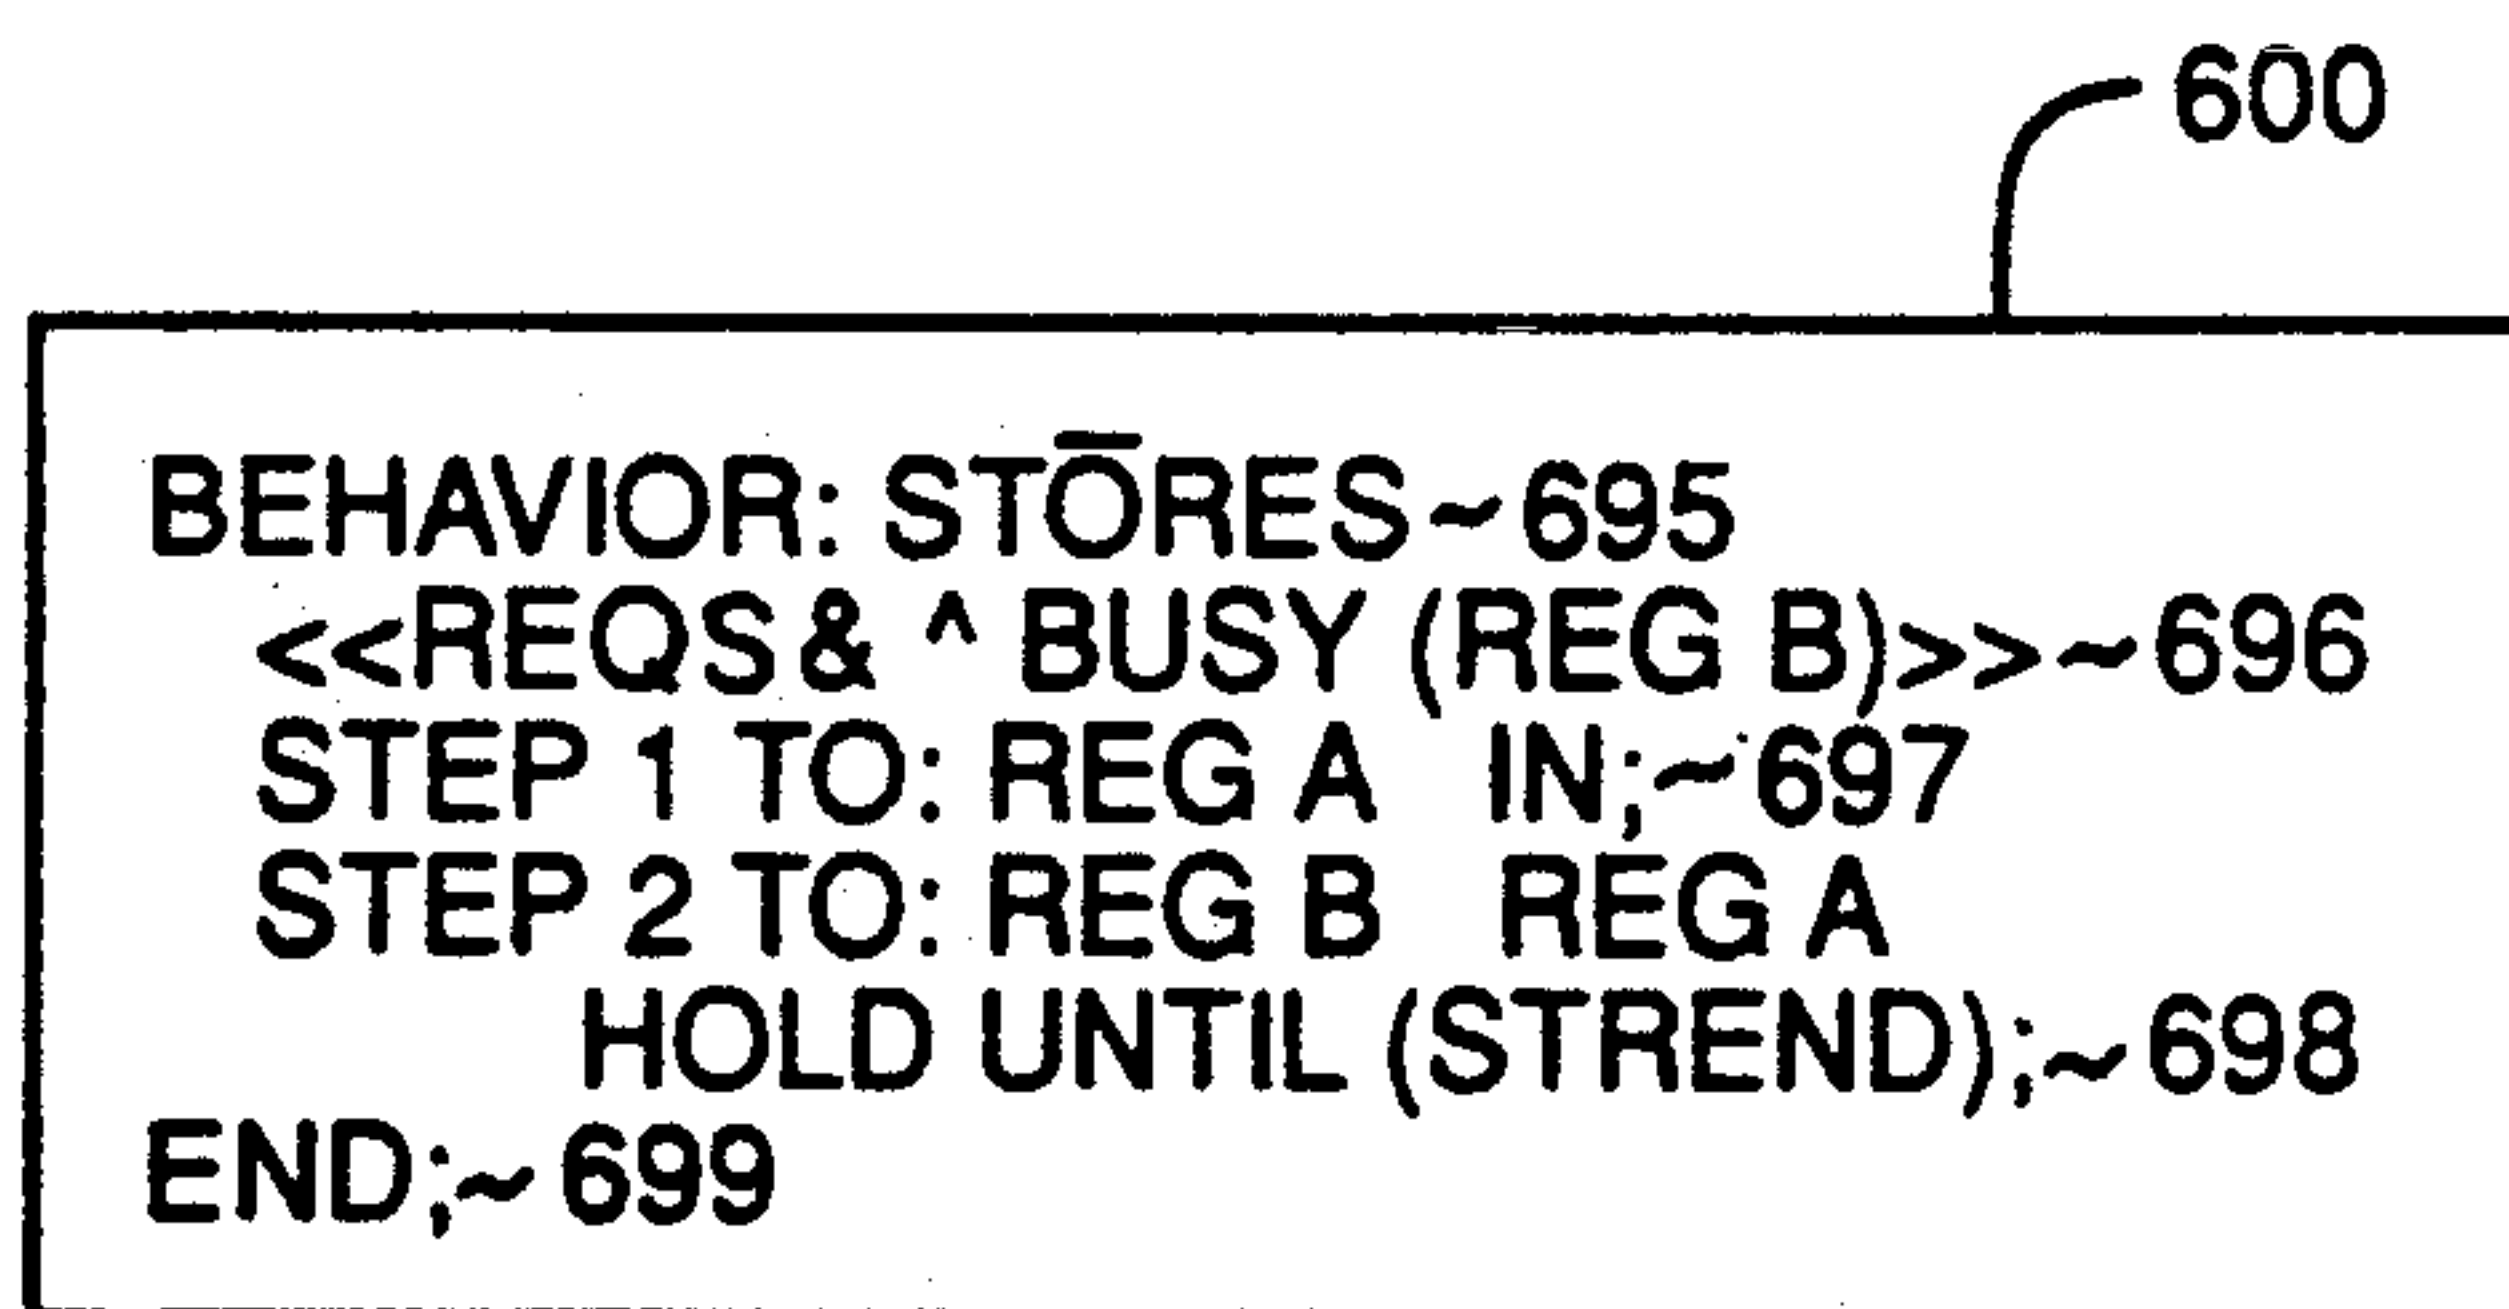 600
BEHAVIOR: STŌRES~695
<<REQS& ^ BUSY (REG B)>>~696
STEP 1 TO: REG A IN;~697
STEP 2 TO: REG B REG A
HOLD UNTIL (STREND);~698
END;~699